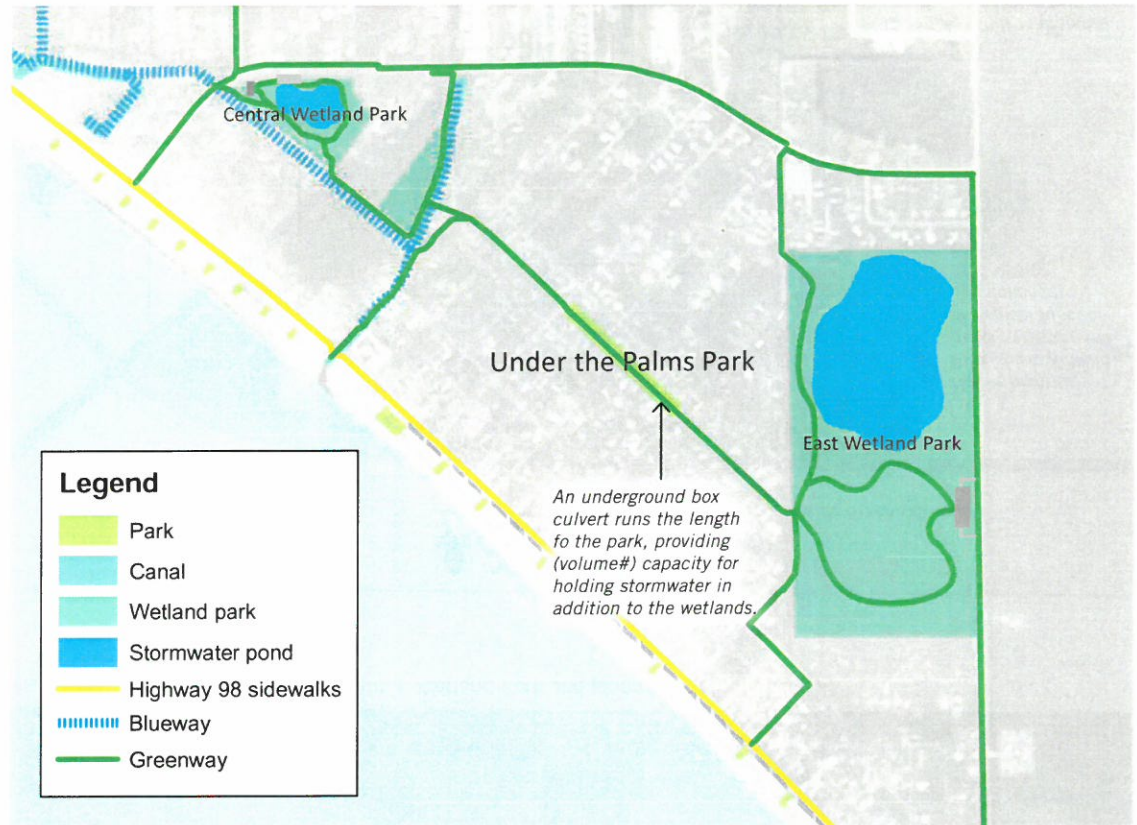 Central Wetland Park
Under the Palms Park
East Wetland Park
An underground box
culvert runs the length
fo the park, providing
(volume#) capacity for
holding stormwater in
addition to the wetlands.
Legend
Park
Canal
Wetland park
Stormwater pond
Highway 98 sidewalks
Blueway
Greenway